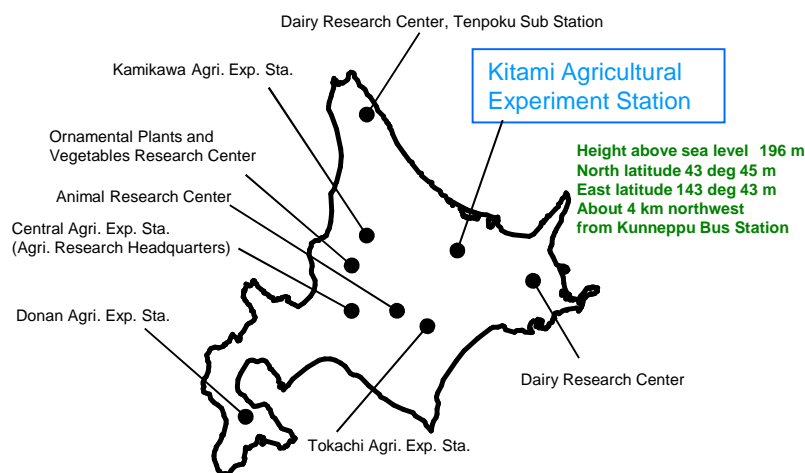 Dairy Research Center, Tenpoku Sub Station
Kamikawa Agri. Exp. Sta.
Kitami Agricultural
Experiment Station
Ornamental Plants and
Vegetables Research Center
Height above sea level 196 m
North latitude 43 deg 45 m
East latitude 143 deg 43 m
About 4 km northwest
from Kunneppu Bus Station
Animal Research Center
Central Agri. Exp. Sta.
(Agri. Research Headquarters)
Donan Agri. Exp. Sta.
Dairy Research Center
Tokachi Agri. Exp. Sta.